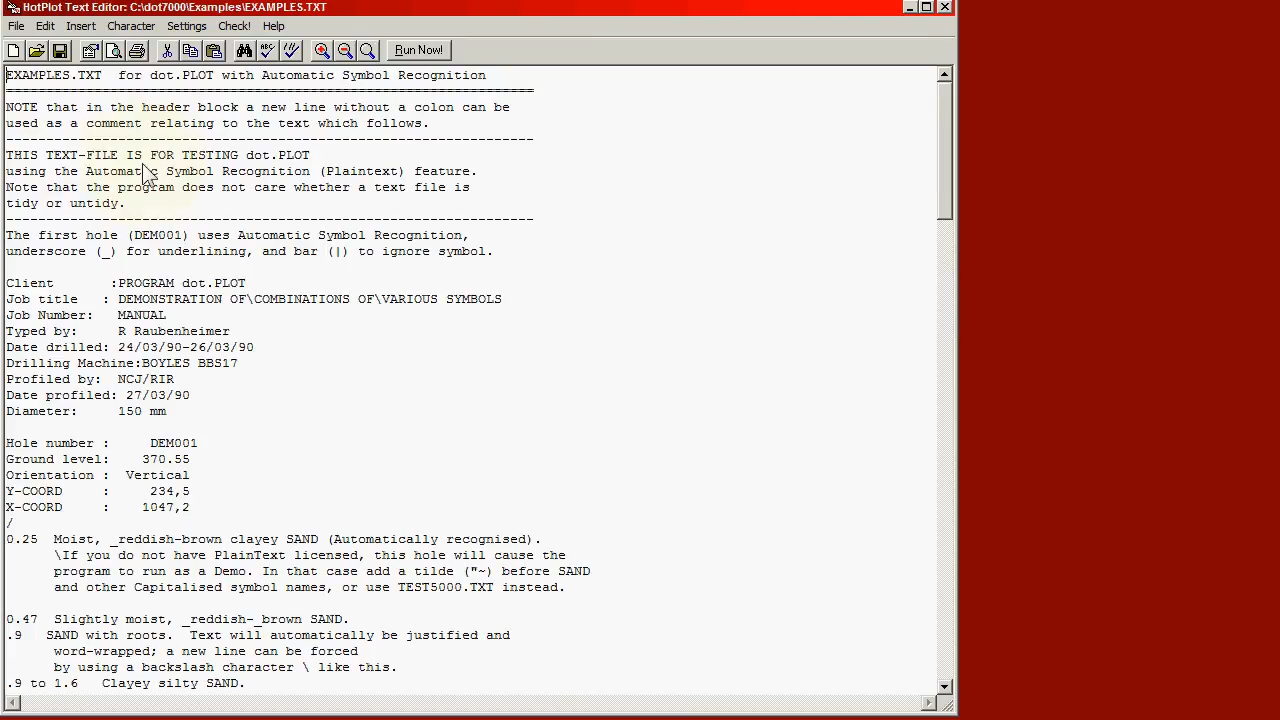 HotPlot Text Editor: C:\dot7000\Examples\EXAMPLES.TXT
File Edit Insert Character Settings Check! Help
Run Now!
EXAMPLES.TXT  for dot.PLOT with Automatic Symbol Recognition
==================================================================
NOTE that in the header block a new line without a colon can be
used as a comment relating to the text which follows.
------------------------------------------------------------------
THIS TEXT-FILE IS FOR TESTING dot.PLOT
using the Automatic Symbol Recognition (Plaintext) feature.
Note that the program does not care whether a text file is
tidy or untidy.
------------------------------------------------------------------
The first hole (DEM001) uses Automatic Symbol Recognition,
underscore (_) for underlining, and bar (|) to ignore symbol.
Client       :PROGRAM dot.PLOT
Job title   : DEMONSTRATION OF\COMBINATIONS OF\VARIOUS SYMBOLS
Job Number:   MANUAL
Typed by:     R Raubenheimer
Date drilled: 24/03/90-26/03/90
Drilling Machine:BOYLES BBS17
Profiled by:  NCJ/RIR
Date profiled: 27/03/90
Diameter:     150 mm
Hole number :     DEM001
Ground level:    370.55
Orientation :  Vertical
Y-COORD     :     234,5
X-COORD     :    1047,2
/
0.25  Moist, _reddish-brown clayey SAND (Automatically recognised).
\If you do not have PlainText licensed, this hole will cause the
program to run as a Demo. In that case add a tilde ("~) before SAND
and other Capitalised symbol names, or use TEST5000.TXT instead.
0.47  Slightly moist, _reddish-_brown SAND.
.9   SAND with roots.  Text will automatically be justified and
word-wrapped; a new line can be forced
by using a backslash character \ like this.
.9 to 1.6   Clayey silty SAND.